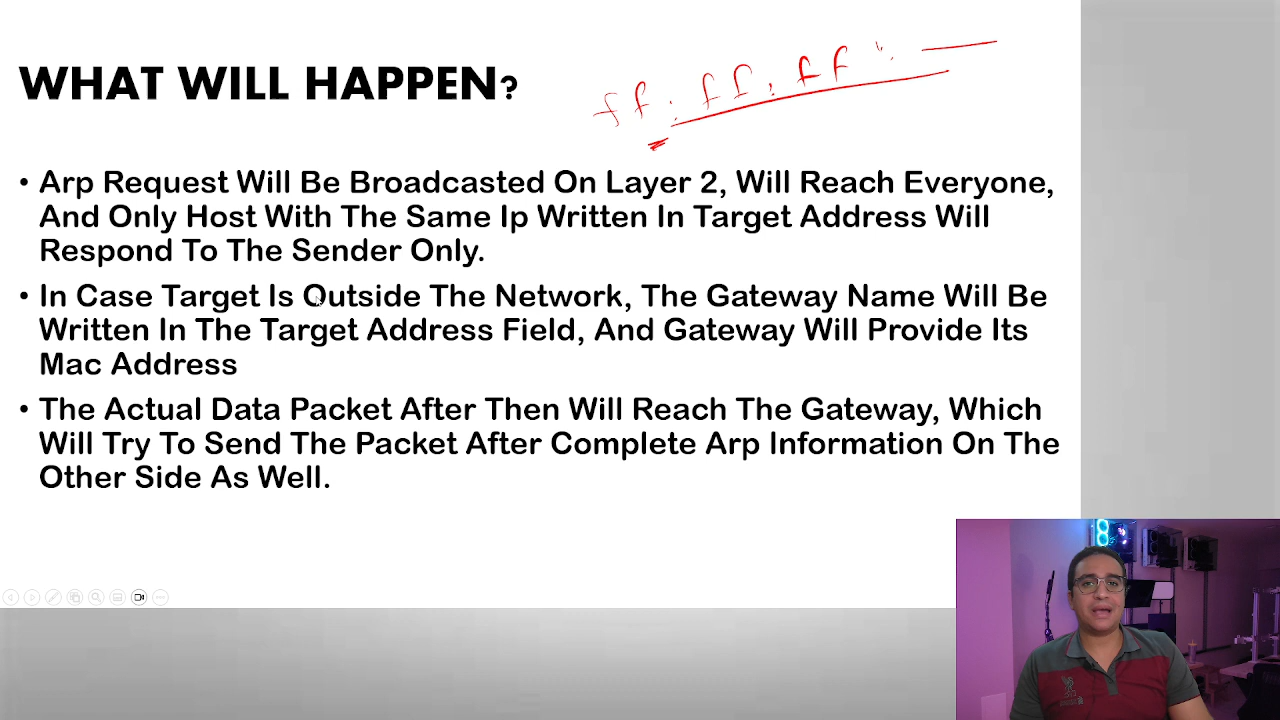 WHAT WILL HAPPEN?
ff : ff : ff :
• Arp Request Will Be Broadcasted On Layer 2, Will Reach Everyone,
And Only Host With The Same Ip Written In Target Address Will
Respond To The Sender Only.
• In Case Target Is Outside The Network, The Gateway Name Will Be
Written In The Target Address Field, And Gateway Will Provide Its
Mac Address
• The Actual Data Packet After Then Will Reach The Gateway, Which
Will Try To Send The Packet After Complete Arp Information On The
Other Side As Well.